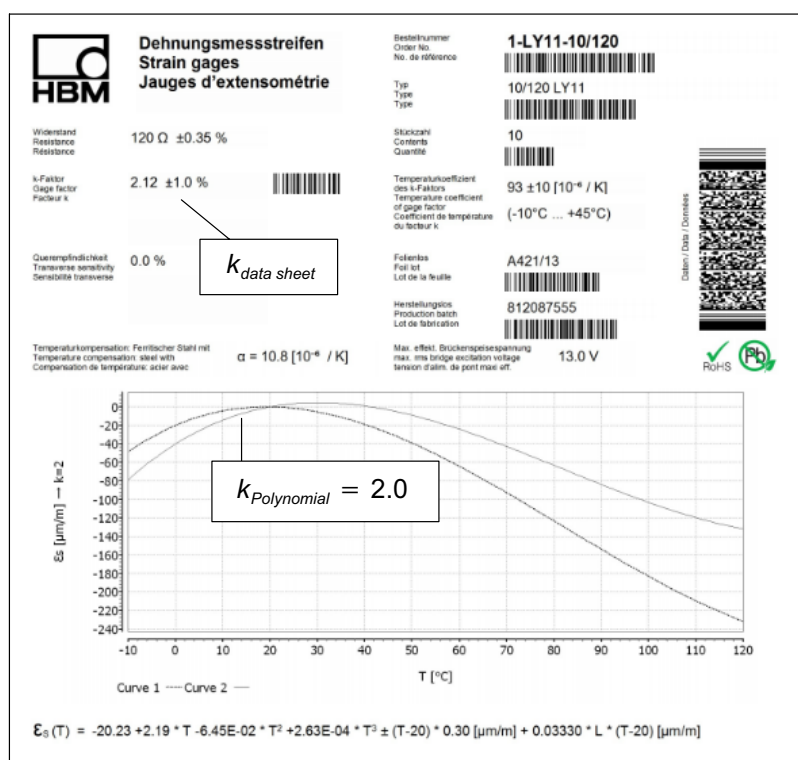 HBM
Dehnungsmessstreifen
Strain gages
Jauges d'extensométrie
Bestellnummer
Order No.
No. de référence
1-LY11-10/120
Typ
Type
Type
10/120 LY11
Widerstand
Resistance
Résistance
120 Ω ±0.35 %
Stückzahl
Contents
Quantité
10
k-Faktor
Gage factor
Facteur k
2.12 ±1.0 %
Temperaturkoeffizient
des k-Faktors
Temperature coefficient
of gage factor
Coefficient de température
du facteur k
93 ±10 [10⁻⁶ / K]
(-10°C ... +45°C)
k data sheet
Querempfindlichkeit
Transverse sensitivity
Sensibilité transverse
0.0 %
Folienlos
Foil lot
Lot de la feuille
A421/13
Herstellungslos
Production batch
Lot de fabrication
812087555
Daten / Data / Données
Temperaturkompensation: Ferritischer Stahl mit
Temperature compensation: steel with
Compensation de température: acier avec
α = 10.8 [10⁻⁶ / K]
Max. effekt. Brückenspeisespannung
max. rms bridge excitation voltage
tension d'alim. de pont maxi eff.
13.0 V
RoHS
Pb
εs [µm/m] — k=2
0
-20
-40
-60
-80
-100
-120
-140
-160
-180
-200
-220
-240
k Polynomial = 2.0
-10 0 10 20 30 40 50 60 70 80 90 100 110 120
T [°C]
Curve 1 ---- Curve 2 —
εs (T) = -20.23 +2.19 * T -6.45E-02 * T² +2.63E-04 * T³ ± (T-20) * 0.30 [µm/m] + 0.03330 * L * (T-20) [µm/m]